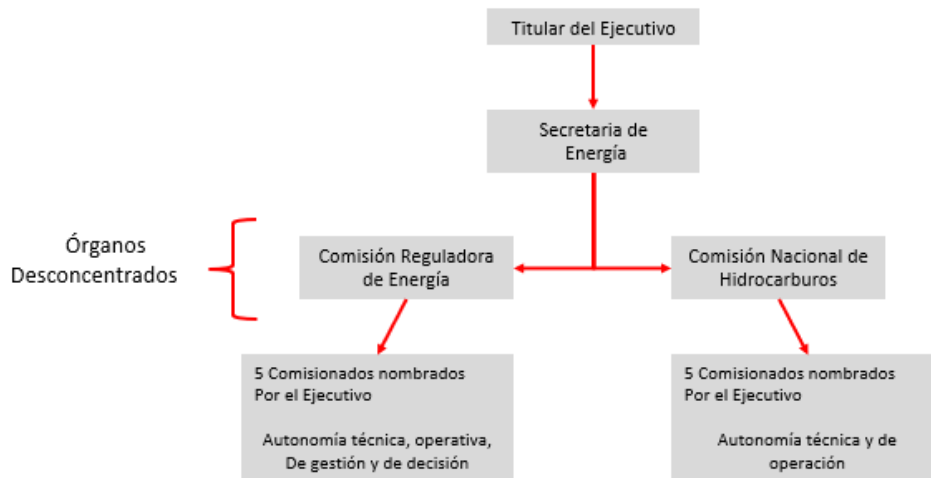 Titular del Ejecutivo
Secretaria de
Energía
Órganos
Desconcentrados
Comisión Reguladora
de Energía
Comisión Nacional de
Hidrocarburos
5 Comisionados nombrados
Por el Ejecutivo
Autonomía técnica, operativa,
De gestión y de decisión
5 Comisionados nombrados
Por el Ejecutivo
Autonomía técnica y de
operación